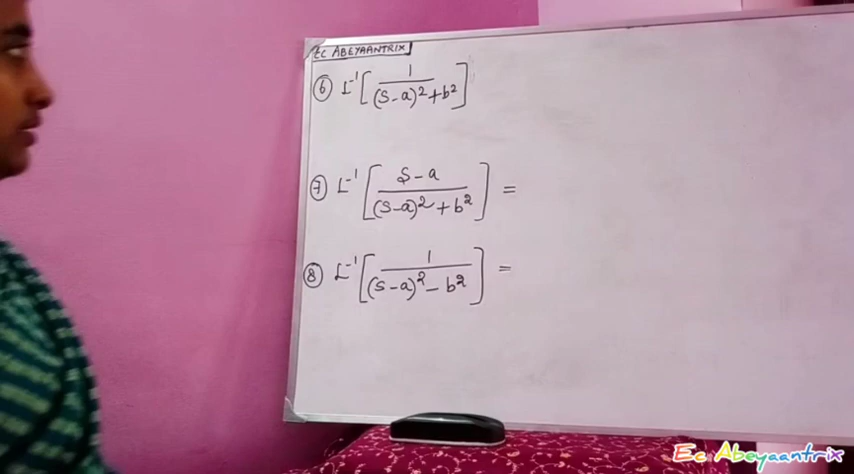 EC ABEYAANTRIX
⑥ L⁻¹[1/((s-a)²+b²)]
⑦ L⁻¹[(s-a)/((s-a)²+b²)] =
⑧ L⁻¹[1/((s-a)²-b²)] =
Ec Abeyaantrix